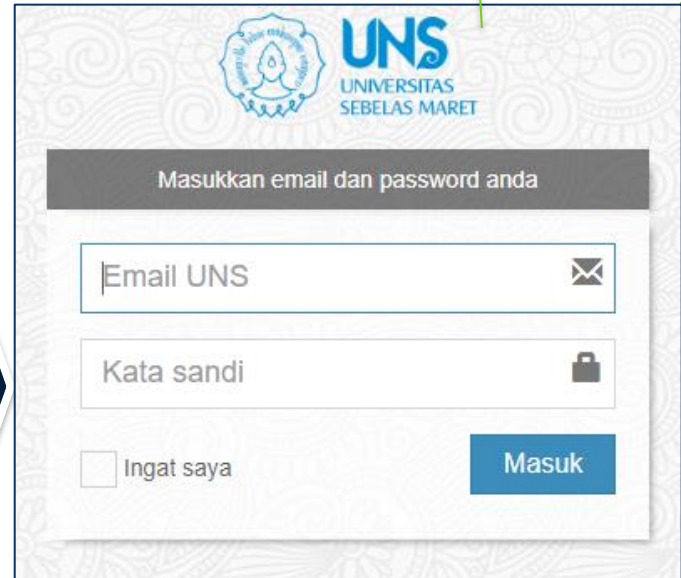 UNS
UNIVERSITAS
SEBELAS MARET
Masukkan email dan password anda
Email UNS
Kata sandi
Ingat saya
Masuk